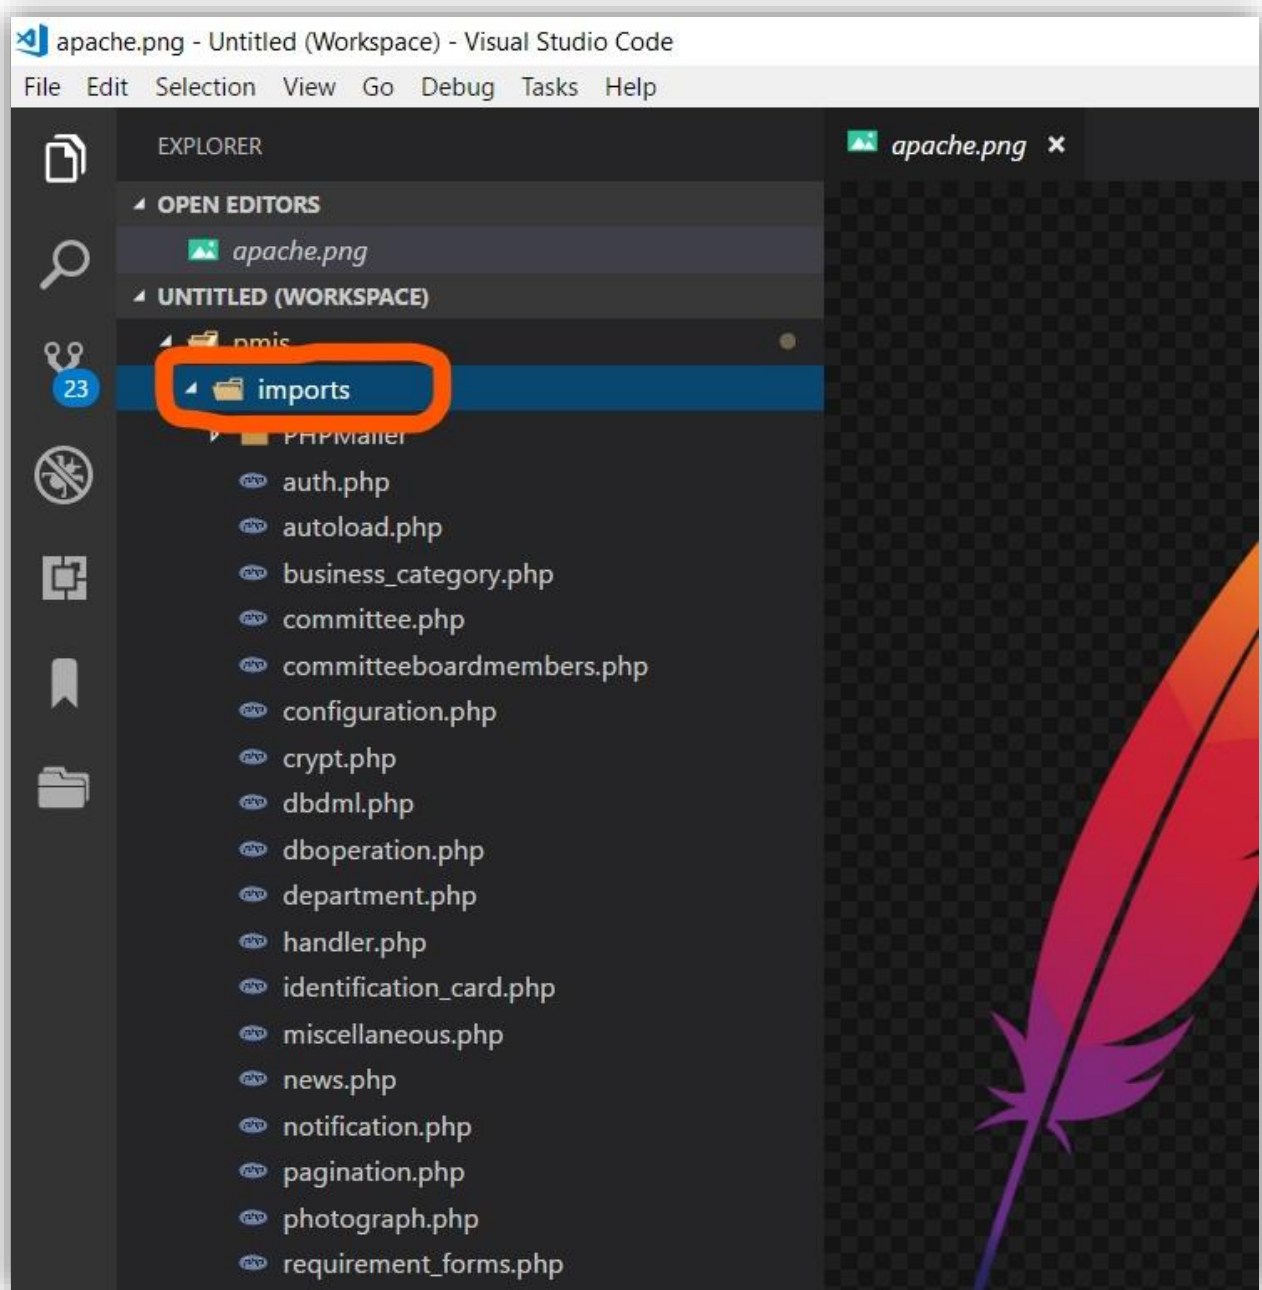 apache.png - Untitled (Workspace) - Visual Studio Code
File Edit Selection View Go Debug Tasks Help
EXPLORER
apache.png
OPEN EDITORS
apache.png
UNTITLED (WORKSPACE)
pmis
imports
PHPMailer
23
auth.php
autoload.php
business_category.php
committee.php
committeeboardmembers.php
configuration.php
crypt.php
dbdml.php
dboperation.php
department.php
handler.php
identification_card.php
miscellaneous.php
news.php
notification.php
pagination.php
photograph.php
requirement_forms.php